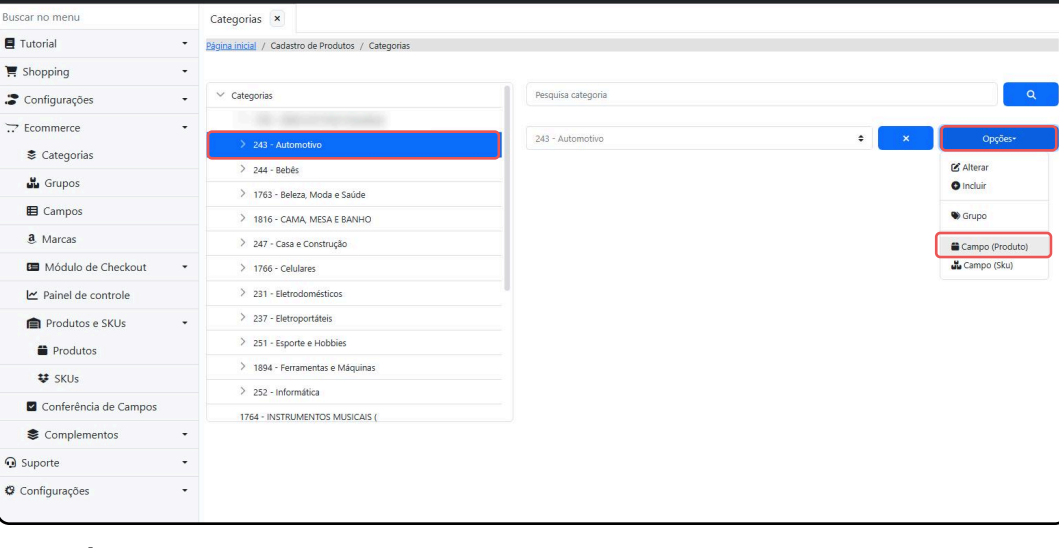 Buscar no menu
Tutorial
Shopping
Configurações
Ecommerce
Categorias
Grupos
Campos
Marcas
Módulo de Checkout
Painel de controle
Produtos e SKUs
Produtos
SKUs
Conferência de Campos
Complementos
Suporte
Configurações
Categorias
Página inicial / Cadastro de Produtos / Categorias
Categorias
243 - Automotivo
244 - Bebês
1763 - Beleza, Moda e Saúde
1816 - CAMA, MESA E BANHO
247 - Casa e Construção
1766 - Celulares
231 - Eletrodomésticos
237 - Eletroportáteis
251 - Esporte e Hobbies
1894 - Ferramentas e Máquinas
252 - Informática
1764 - INSTRUMENTOS MUSICAIS (
Pesquisa categoria
243 - Automotivo
Opções
Alterar
Incluir
Grupo
Campo (Produto)
Campo (Sku)